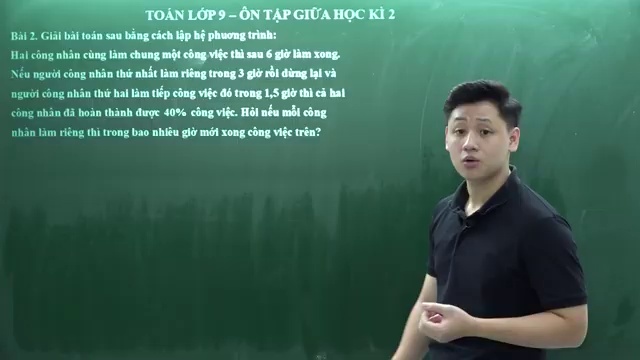 TOÁN LỚP 9 – ÔN TẬP GIỮA HỌC KÌ 2
Bài 2. Giải bài toán sau bằng cách lập hệ phương trình:
Hai công nhân cùng làm chung một công việc thì sau 6 giờ làm xong.
Nếu người công nhân thứ nhất làm riêng trong 3 giờ rồi dừng lại và
người công nhân thứ hai làm tiếp công việc đó trong 1,5 giờ thì cả hai
công nhân đã hoàn thành được 40% công việc. Hỏi nếu mỗi công
nhân làm riêng thì trong bao nhiêu giờ mới xong công việc trên?